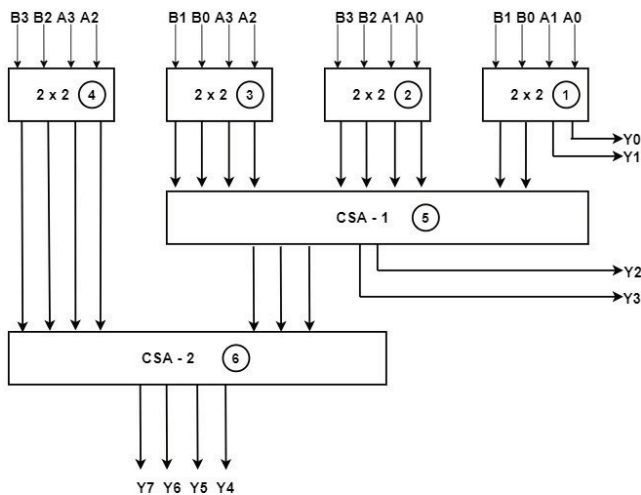 B3 B2 A3 A2 B1 B0 A3 A2 B3 B2 A1 A0 B1 B0 A1 A0
2 x 2 4 2 x 2 3 2 x 2 2 2 x 2 1
Y0
Y1
CSA - 1 5
Y2
Y3
CSA - 2 6
Y7 Y6 Y5 Y4